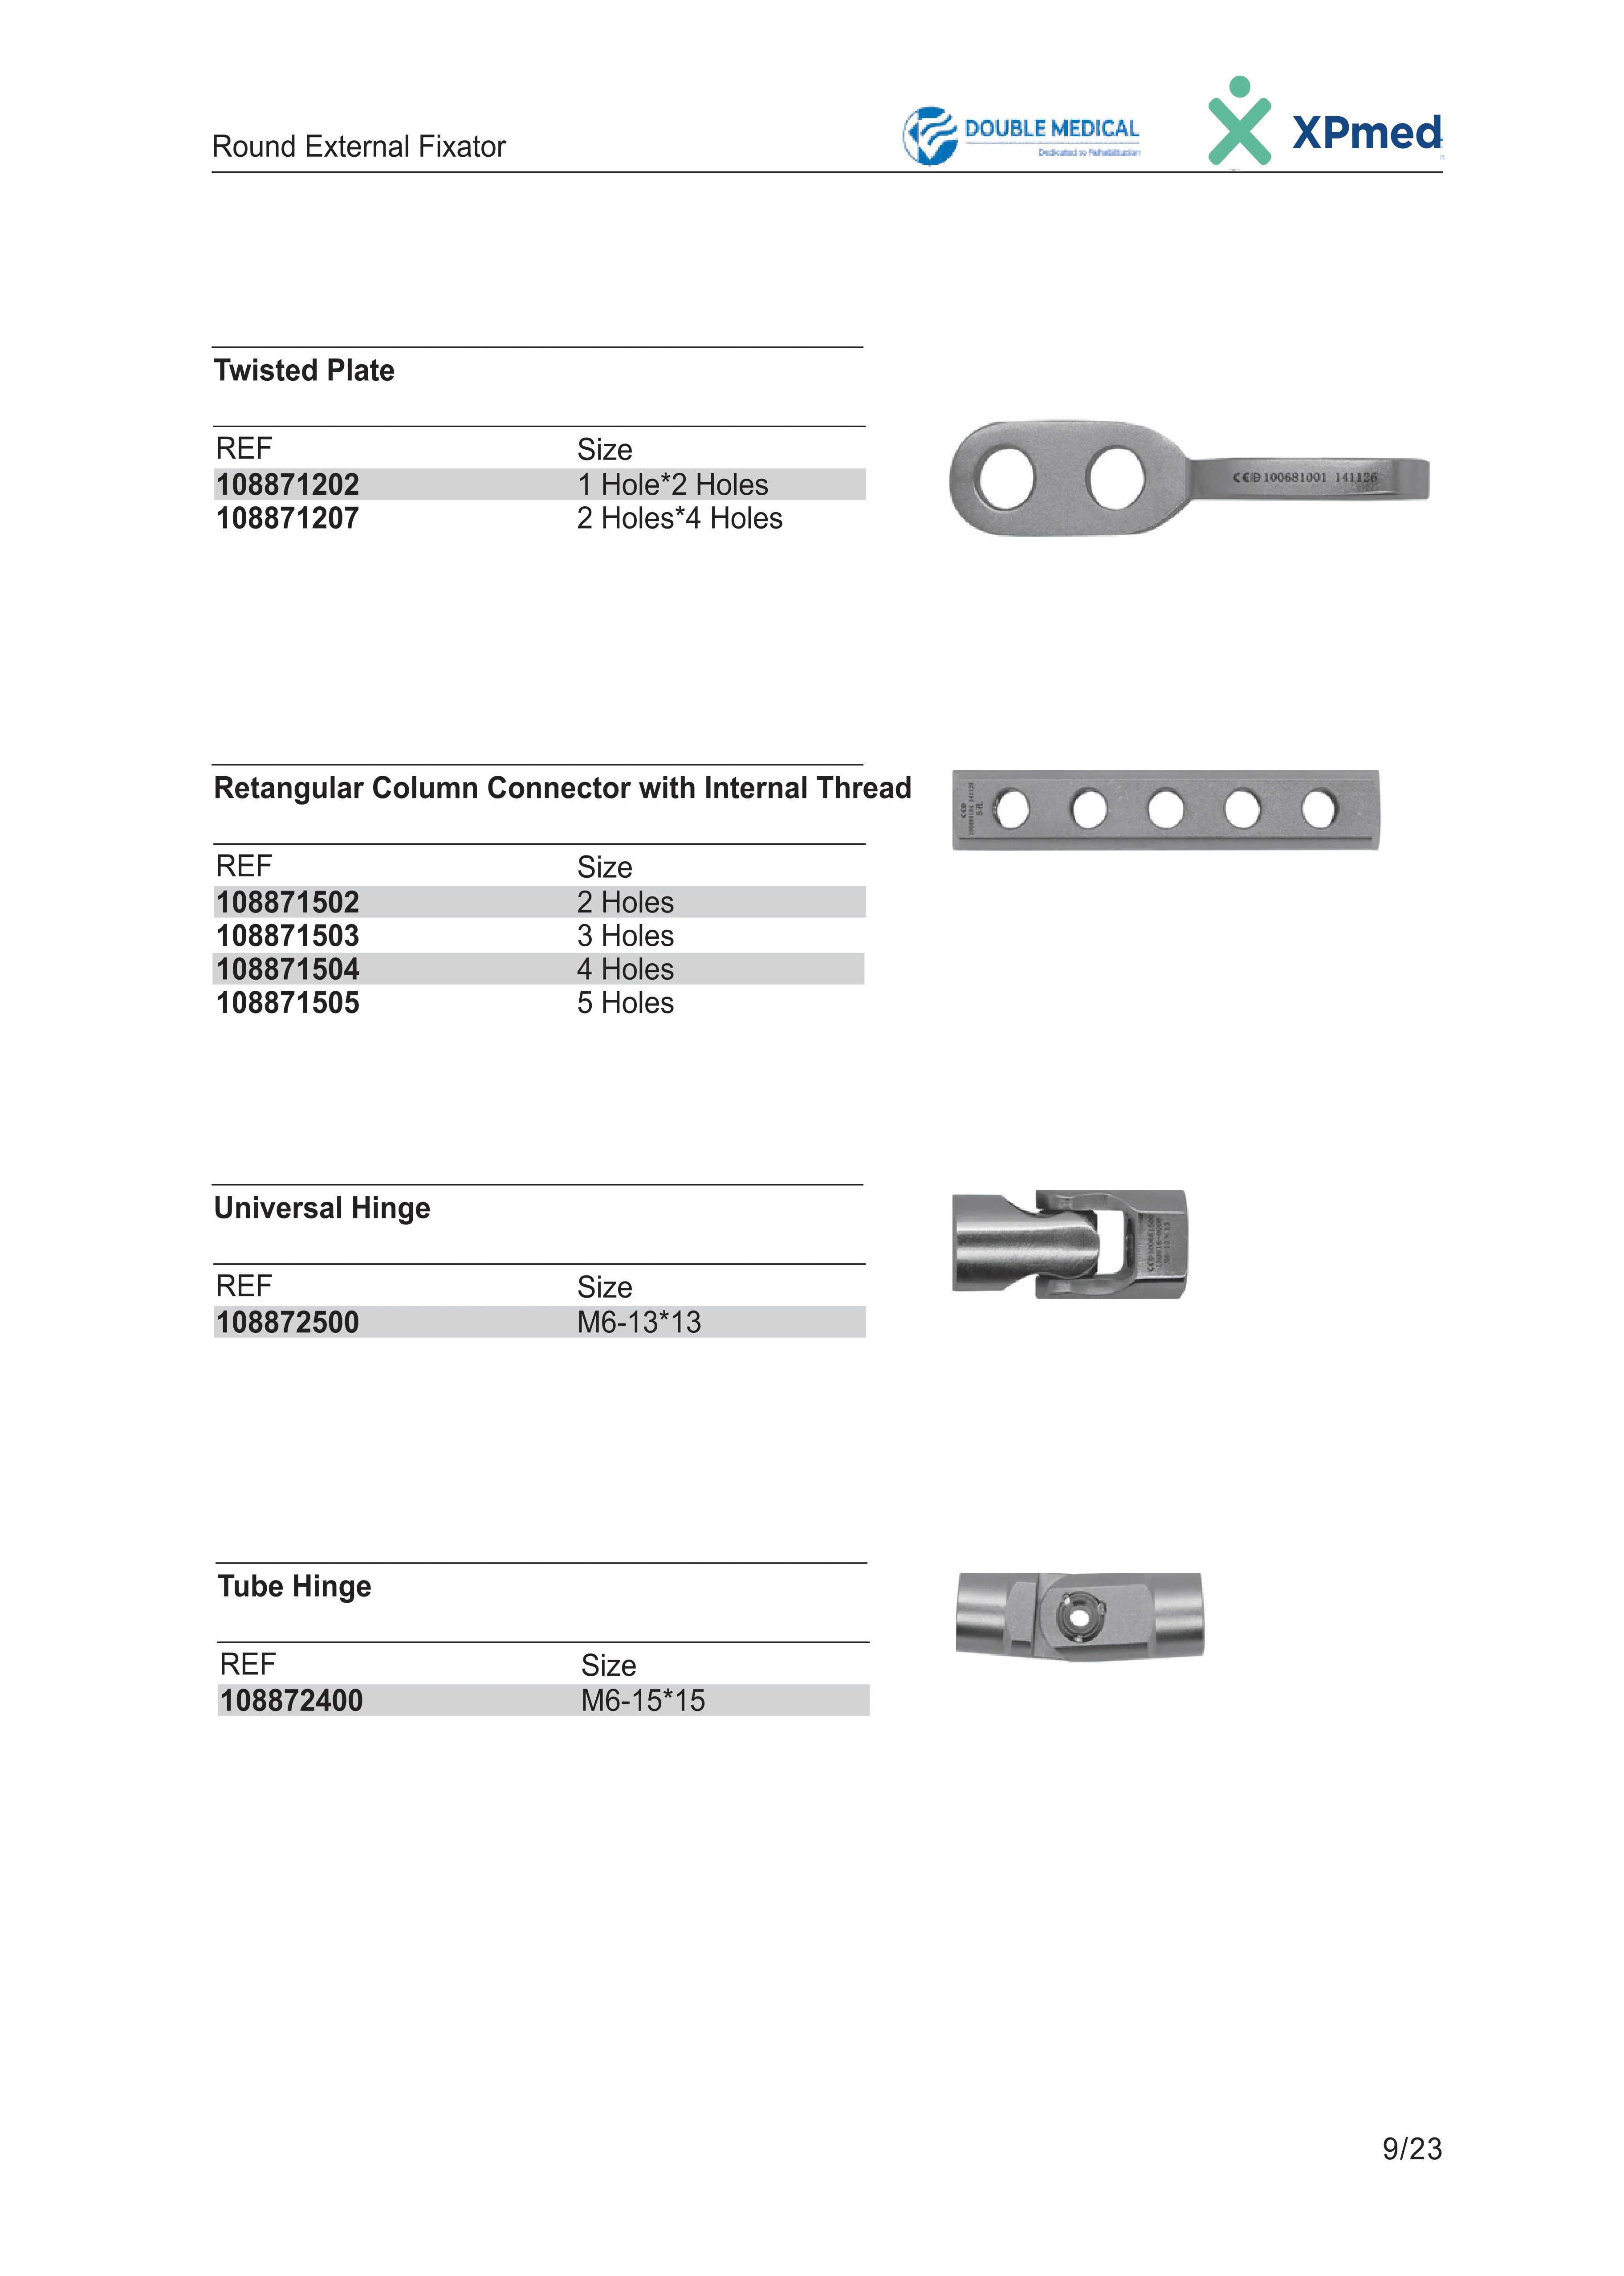 Round External Fixator
DOUBLE MEDICAL
Dedicated to Rehabilitation
XPmed
Twisted Plate
REF Size
108871202 1 Hole*2 Holes
108871207 2 Holes*4 Holes
CE 100681001 141126
Retangular Column Connector with Internal Thread
REF Size
108871502 2 Holes
108871503 3 Holes
108871504 4 Holes
108871505 5 Holes
Universal Hinge
REF Size
108872500 M6-13*13
Tube Hinge
REF Size
108872400 M6-15*15
9/23